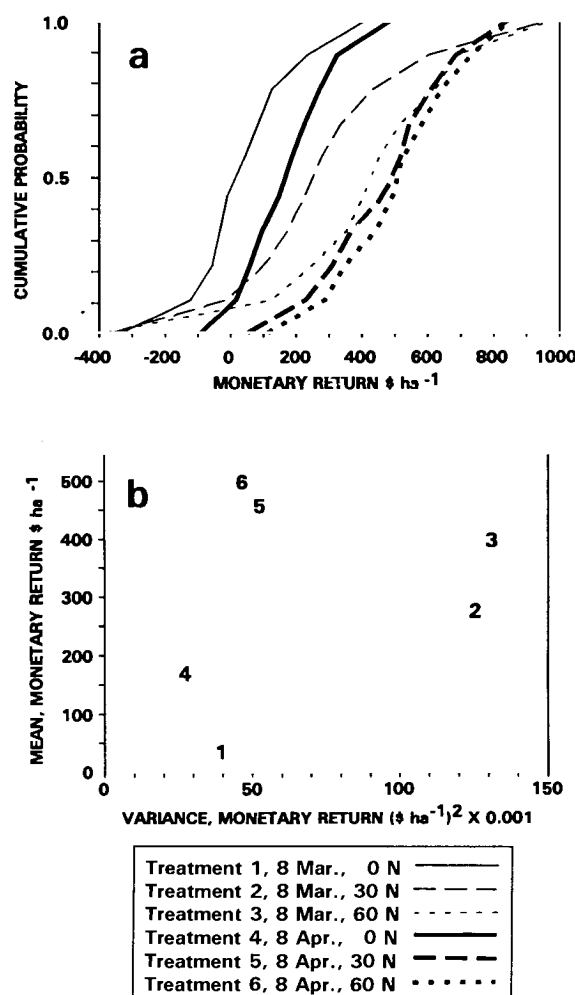 a
CUMULATIVE PROBABILITY
1.0
0.5
0.0
-400 -200 0 200 400 600 800 1000
MONETARY RETURN $ ha -1
b
MEAN, MONETARY RETURN $ ha -1
500
400
300
200
100
0
6
5
3
2
4
1
0 50 100 150
VARIANCE, MONETARY RETURN ($ ha-1)2 X 0.001
Treatment 1, 8 Mar., 0 N
Treatment 2, 8 Mar., 30 N
Treatment 3, 8 Mar., 60 N
Treatment 4, 8 Apr., 0 N
Treatment 5, 8 Apr., 30 N
Treatment 6, 8 Apr., 60 N